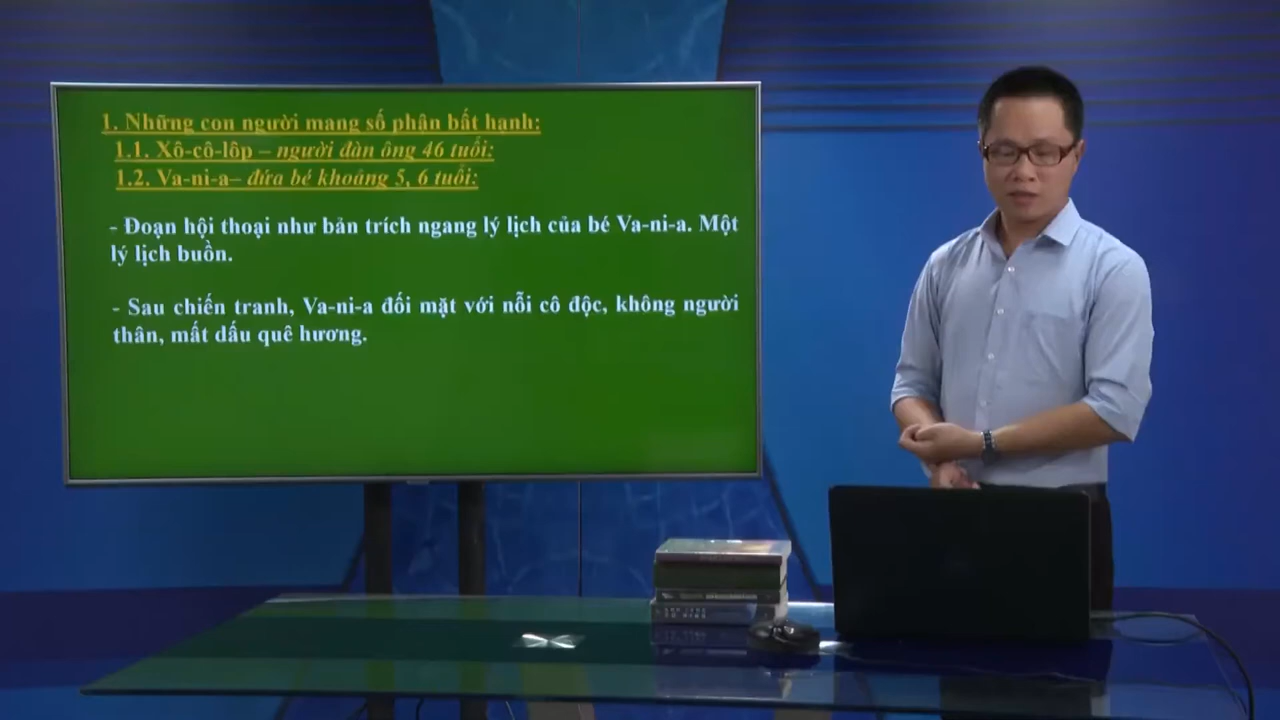 1. Những con người mang số phận bất hạnh:
1.1. Xô-cô-lôp – người đàn ông 46 tuổi:
1.2. Va-ni-a– đứa bé khoảng 5, 6 tuổi:
- Đoạn hội thoại như bản trích ngang lý lịch của bé Va-ni-a. Một
lý lịch buồn.
- Sau chiến tranh, Va-ni-a đối mặt với nỗi cô độc, không người
thân, mất dấu quê hương.